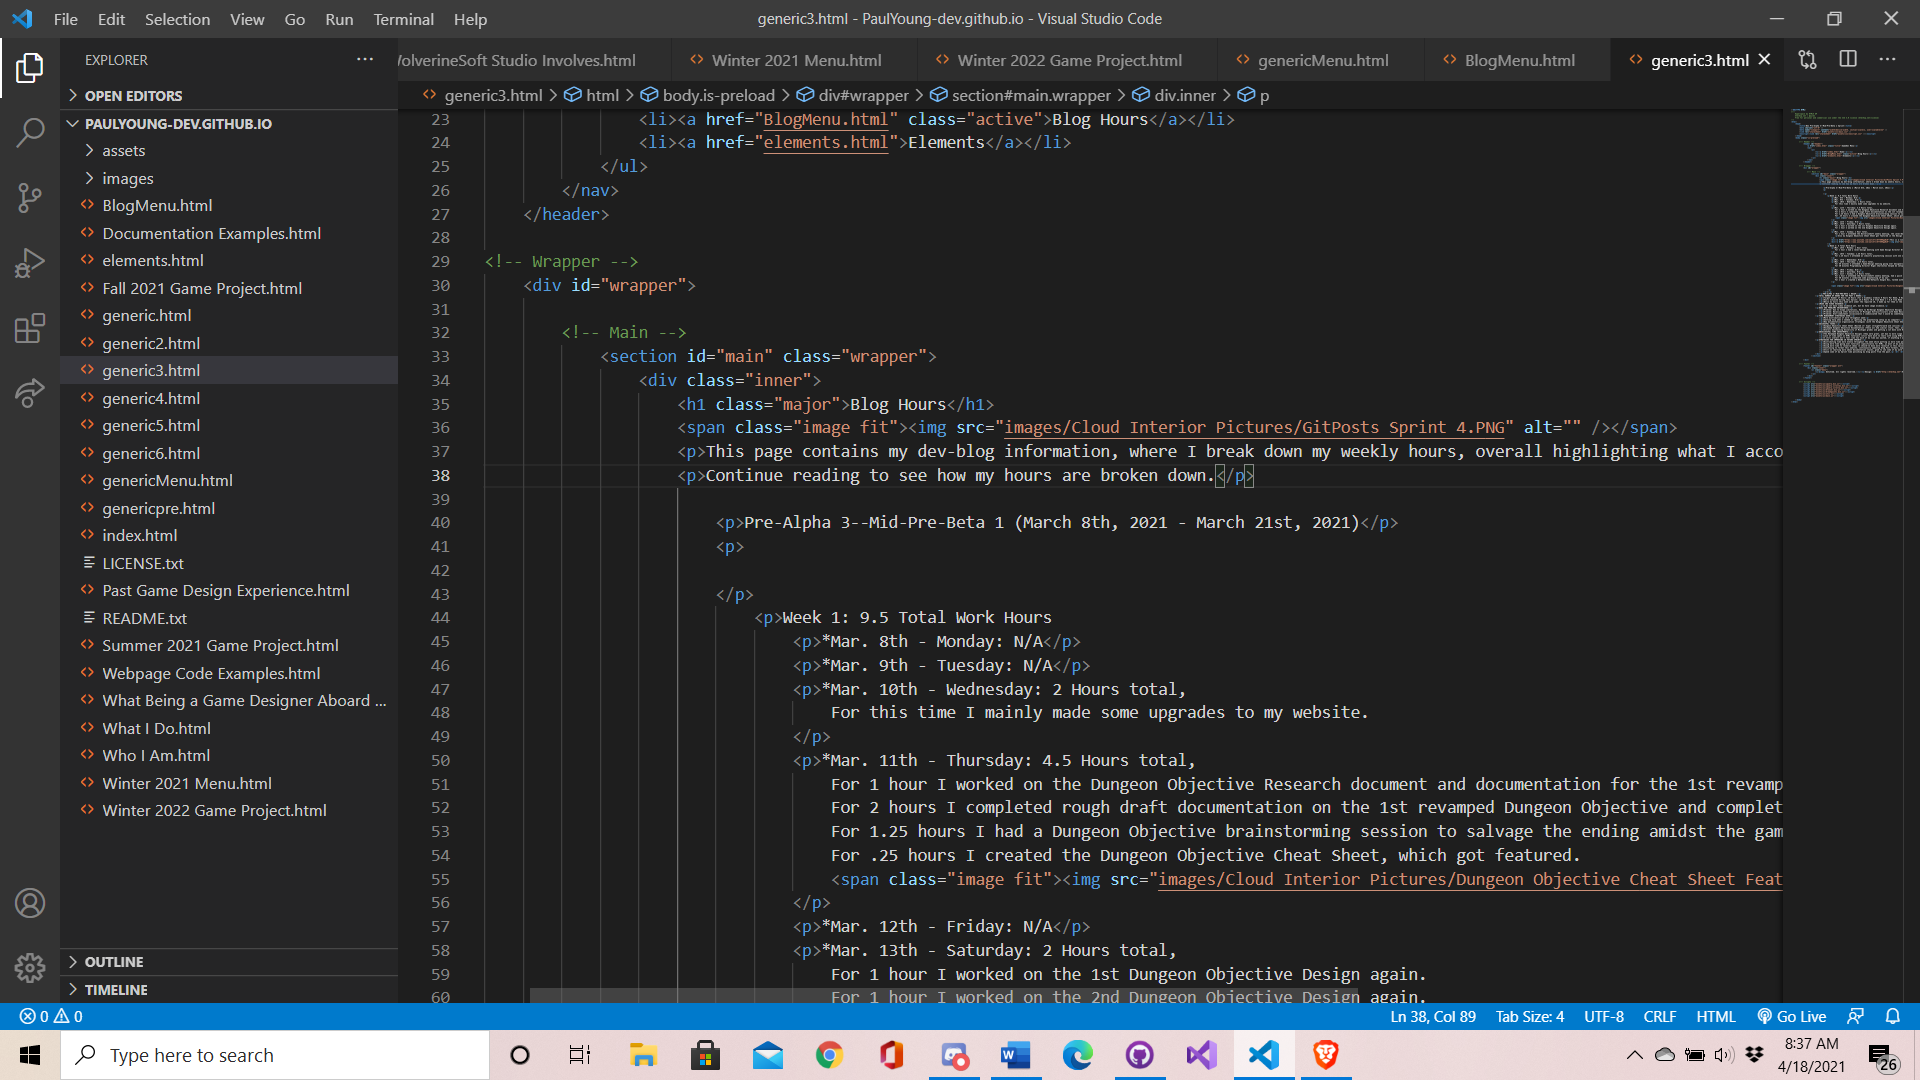 File Edit Selection View Go Run Terminal Help
generic3.html - PaulYoung-dev.github.io - Visual Studio Code
EXPLORER
WolverineSoft Studio Involves.html
Winter 2021 Menu.html
Winter 2022 Game Project.html
genericMenu.html
BlogMenu.html
generic3.html
generic3.html > html > body.is-preload > div#wrapper > section#main.wrapper > div.inner > p
OPEN EDITORS
PAULYOUNG-DEV.GITHUB.IO
assets
images
BlogMenu.html
Documentation Examples.html
elements.html
Fall 2021 Game Project.html
generic.html
generic2.html
generic3.html
generic4.html
generic5.html
generic6.html
genericMenu.html
genericpre.html
index.html
LICENSE.txt
Past Game Design Experience.html
README.txt
Summer 2021 Game Project.html
Webpage Code Examples.html
What Being a Game Designer Aboard ...
What I Do.html
Who I Am.html
Winter 2021 Menu.html
Winter 2022 Game Project.html
OUTLINE
TIMELINE
23 <li><a href="BlogMenu.html" class="active">Blog Hours</a></li>
24 <li><a href="elements.html">Elements</a></li>
25 </ul>
26 </nav>
27 </header>
28
29 <!-- Wrapper -->
30 <div id="wrapper">
31
32 <!-- Main -->
33 <section id="main" class="wrapper">
34 <div class="inner">
35 <h1 class="major">Blog Hours</h1>
36 <span class="image fit"><img src="images/Cloud Interior Pictures/GitPosts Sprint 4.PNG" alt="" /></span>
37 <p>This page contains my dev-blog information, where I break down my weekly hours, overall highlighting what I acco
38 <p>Continue reading to see how my hours are broken down.</p>
39
40 <p>Pre-Alpha 3--Mid-Pre-Beta 1 (March 8th, 2021 - March 21st, 2021)</p>
41 <p>
42
43 </p>
44 <p>Week 1: 9.5 Total Work Hours
45 <p>*Mar. 8th - Monday: N/A</p>
46 <p>*Mar. 9th - Tuesday: N/A</p>
47 <p>*Mar. 10th - Wednesday: 2 Hours total,
48 For this time I mainly made some upgrades to my website.
49 </p>
50 <p>*Mar. 11th - Thursday: 4.5 Hours total,
51 For 1 hour I worked on the Dungeon Objective Research document and documentation for the 1st revamp
52 For 2 hours I completed rough draft documentation on the 1st revamped Dungeon Objective and complet
53 For 1.25 hours I had a Dungeon Objective brainstorming session to salvage the ending amidst the gam
54 For .25 hours I created the Dungeon Objective Cheat Sheet, which got featured.
55 <span class="image fit"><img src="images/Cloud Interior Pictures/Dungeon Objective Cheat Sheet Feat
56 </p>
57 <p>*Mar. 12th - Friday: N/A</p>
58 <p>*Mar. 13th - Saturday: 2 Hours total,
59 For 1 hour I worked on the 1st Dungeon Objective Design again.
60 For 1 hour I worked on the 2nd Dungeon Objective Design again.
0 0
Ln 38, Col 89 Tab Size: 4 UTF-8 CRLF HTML Go Live
Type here to search
8:37 AM
4/18/2021
26